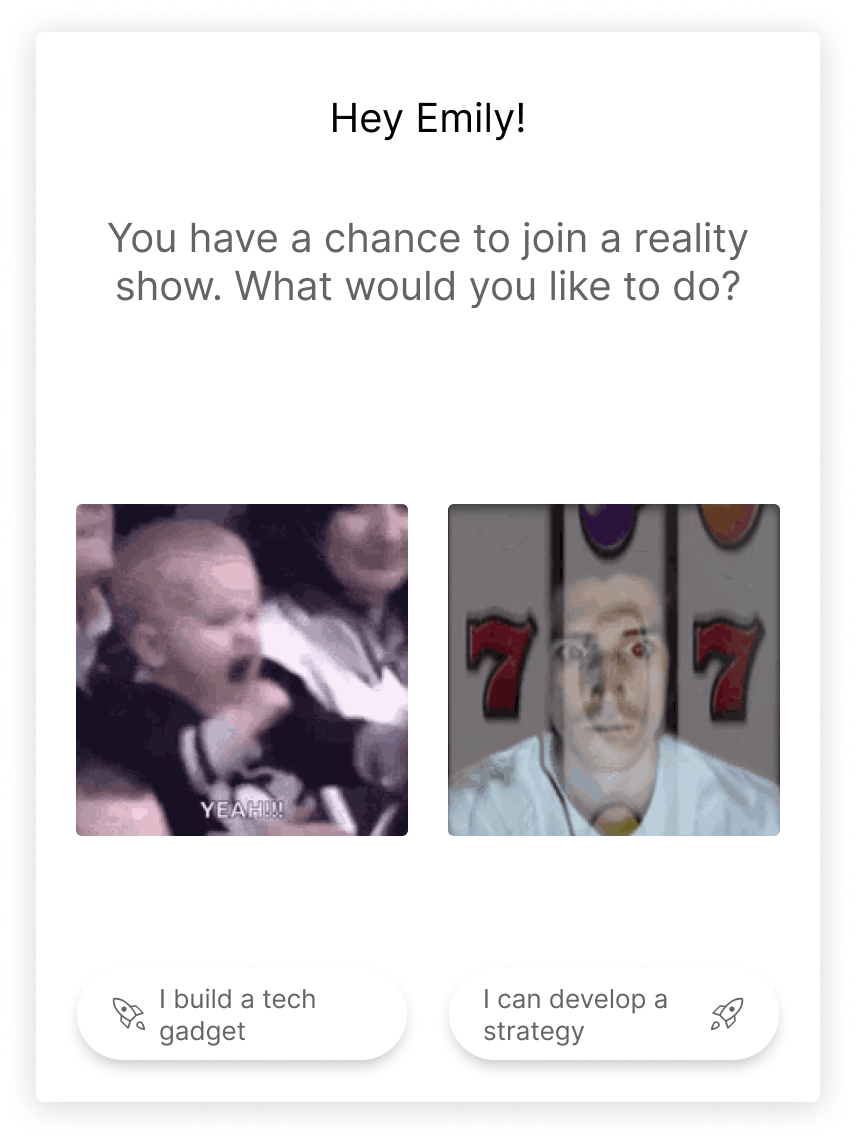 Hey Emily!
You have a chance to join a reality
show. What would you like to do?
YEAH!!!
7 7
I build a tech
gadget
I can develop a
strategy